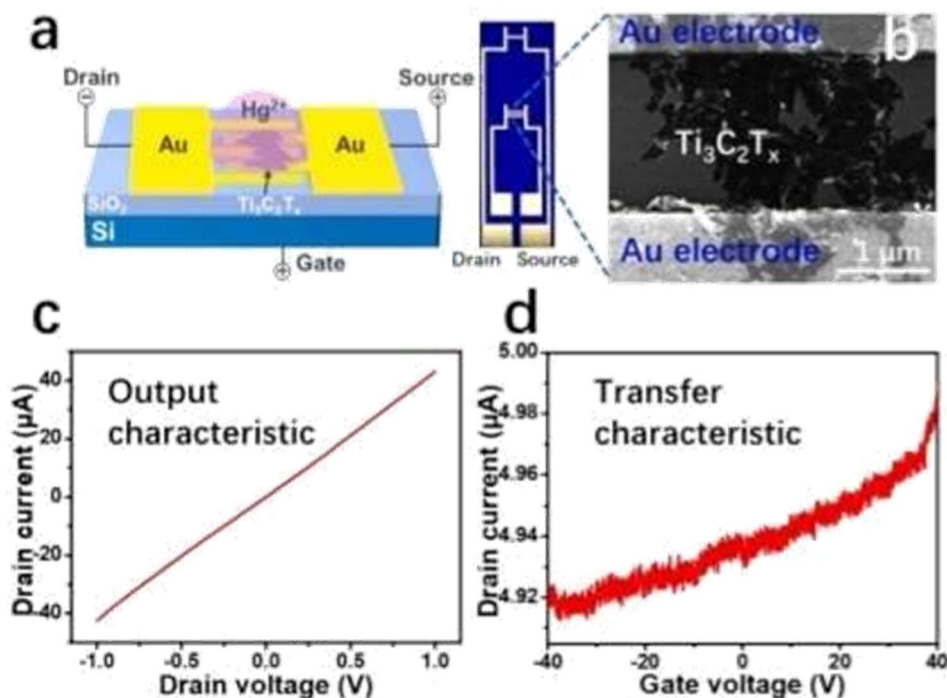 a
Drain
⊖
Source
⊕
Hg²⁺
Au
Au
SiO₂
Ti₃C₂Tₓ
Si
⊕
Gate
Drain
Source
b
Au electrode
Ti₃C₂Tₓ
Au electrode
1 μm
c
Output
characteristic
Drain current (μA)
40
20
0
-20
-40
-1.0
-0.5
0.0
0.5
1.0
Drain voltage (V)
d
Transfer
characteristic
Drain current (μA)
5.00
4.98
4.96
4.94
4.92
-40
-20
0
20
40
Gate voltage (V)